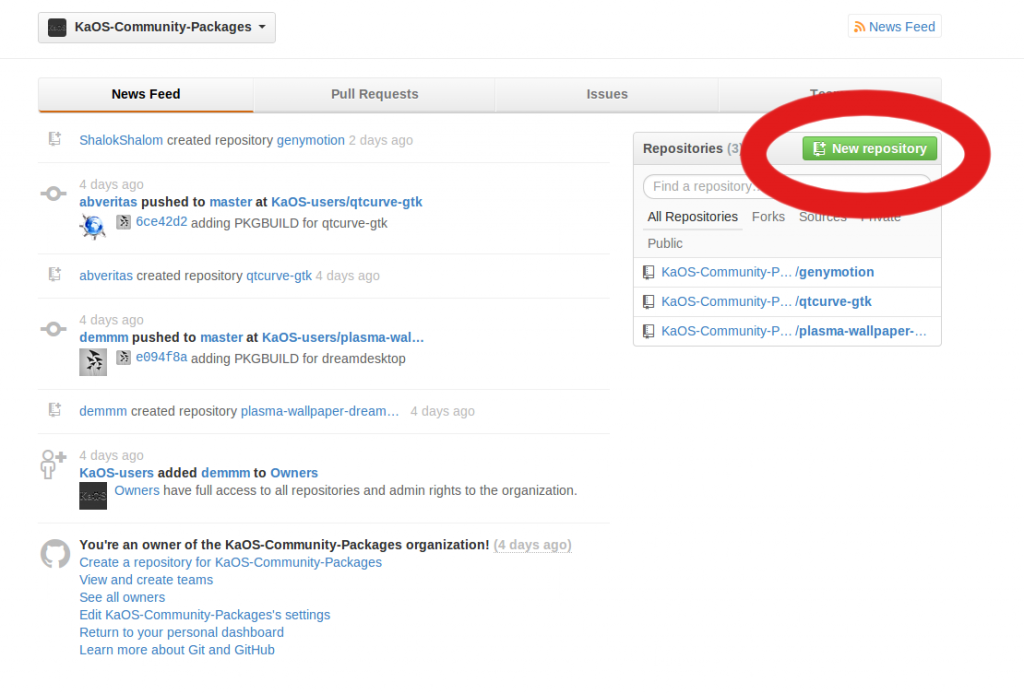 KaOS-Community-Packages
News Feed
News Feed
Pull Requests
Issues
ShalokShalom created repository genymotion 2 days ago
4 days ago
abveritas pushed to master at KaOS-users/qtcurve-gtk
6ce42d2 adding PKGBUILD for qtcurve-gtk
abveritas created repository qtcurve-gtk 4 days ago
4 days ago
demmm pushed to master at KaOS-users/plasma-wal…
e094f8a adding PKGBUILD for dreamdesktop
demmm created repository plasma-wallpaper-dream… 4 days ago
4 days ago
KaOS-users added demmm to Owners
KaOS
Owners have full access to all repositories and admin rights to the organization.
You're an owner of the KaOS-Community-Packages organization! (4 days ago)
Create a repository for KaOS-Community-Packages
View and create teams
See all owners
Edit KaOS-Community-Packages's settings
Return to your personal dashboard
Learn more about Git and GitHub
Repositories (3)
New repository
Find a repository…
All Repositories Forks Sources Private
Public
KaOS-Community-P… /genymotion
KaOS-Community-P… /qtcurve-gtk
KaOS-Community-P… /plasma-wallpaper-…